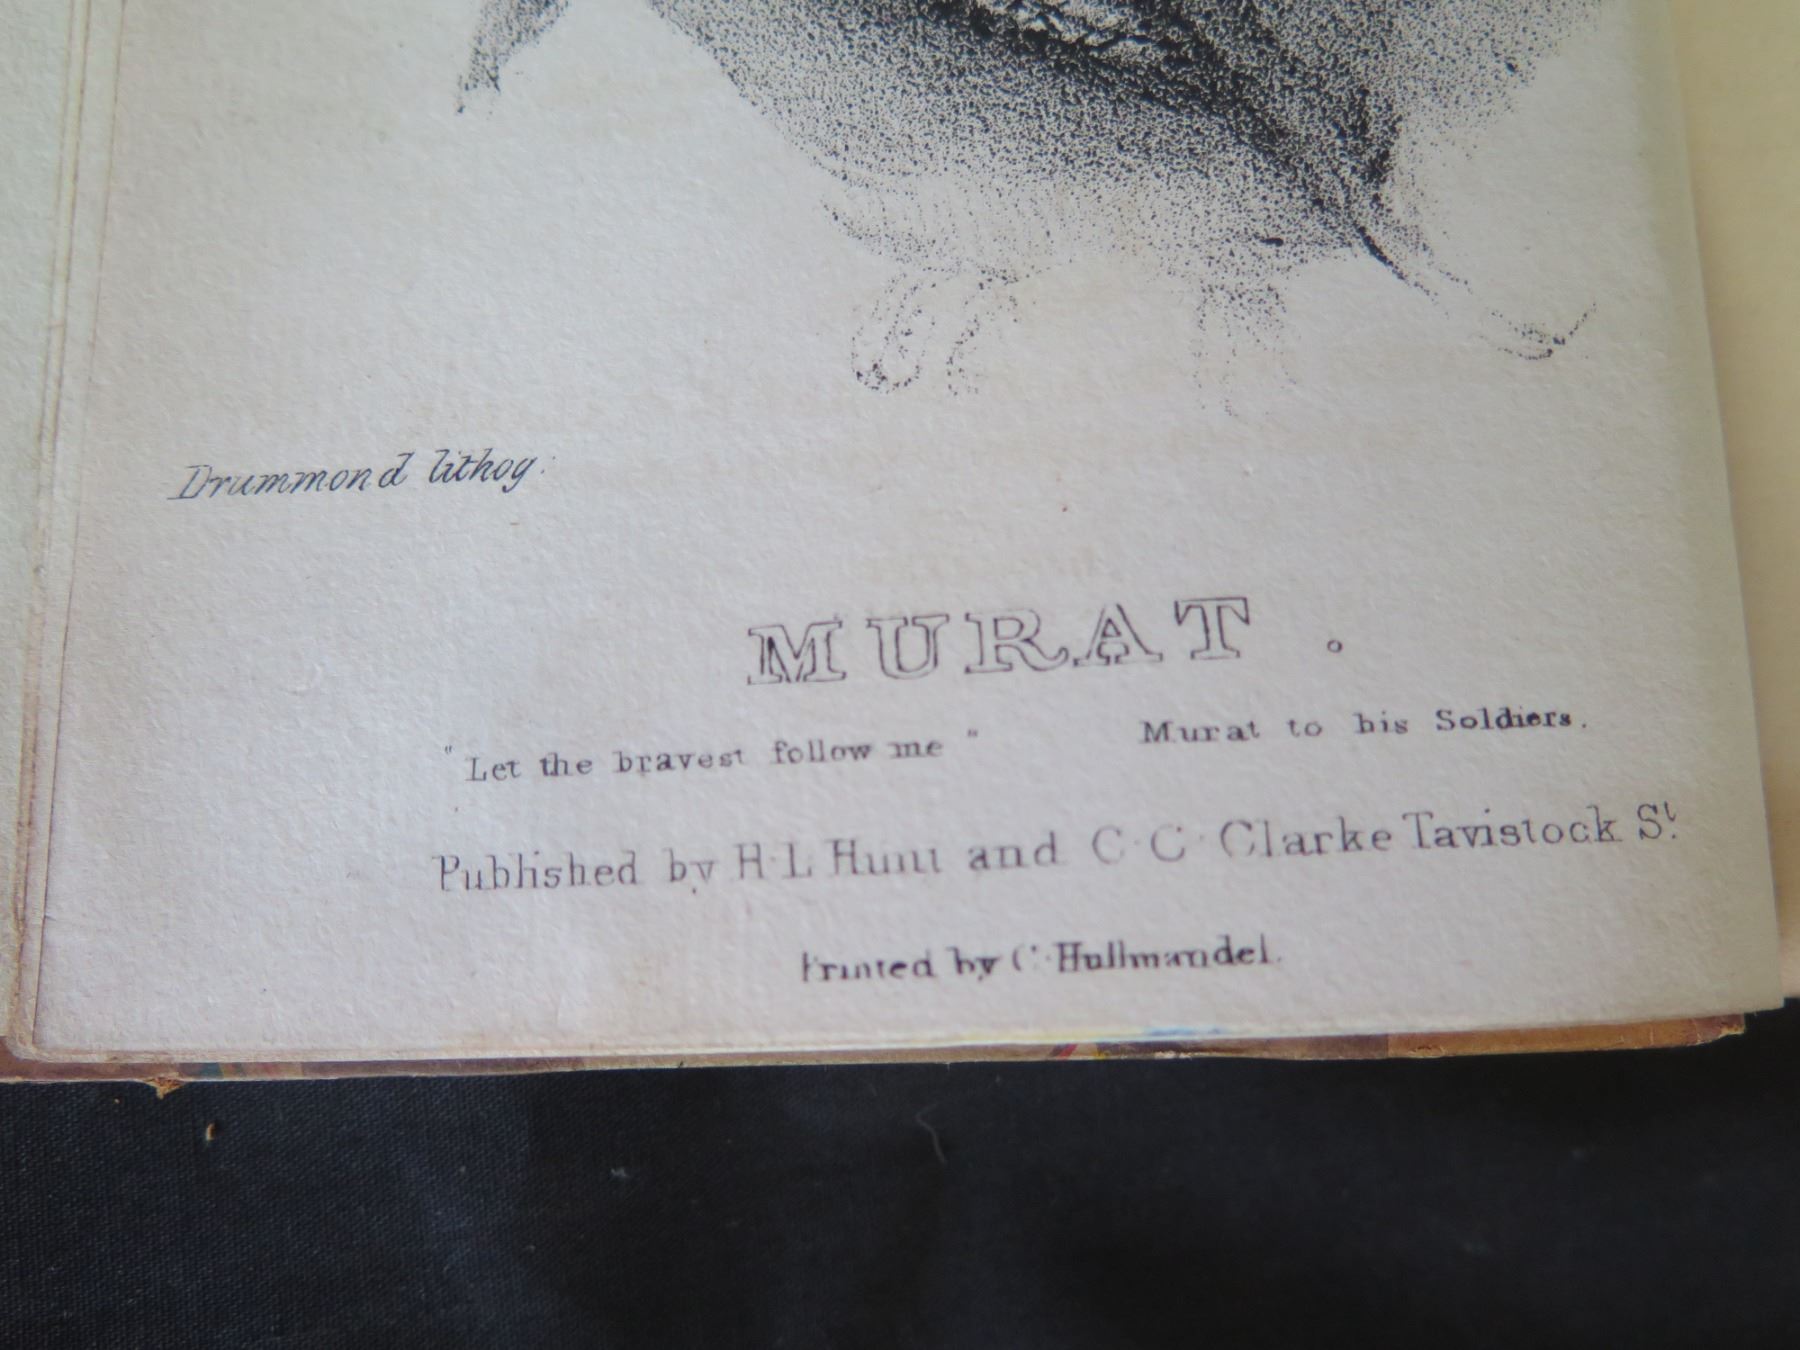 Drummond lithog:
MURAT.
"Let the bravest follow me" Murat to his Soldiers.
Published by H·L Hunt and C·C·Clarke Tavistock St.
Printed by C·Hullmandel.